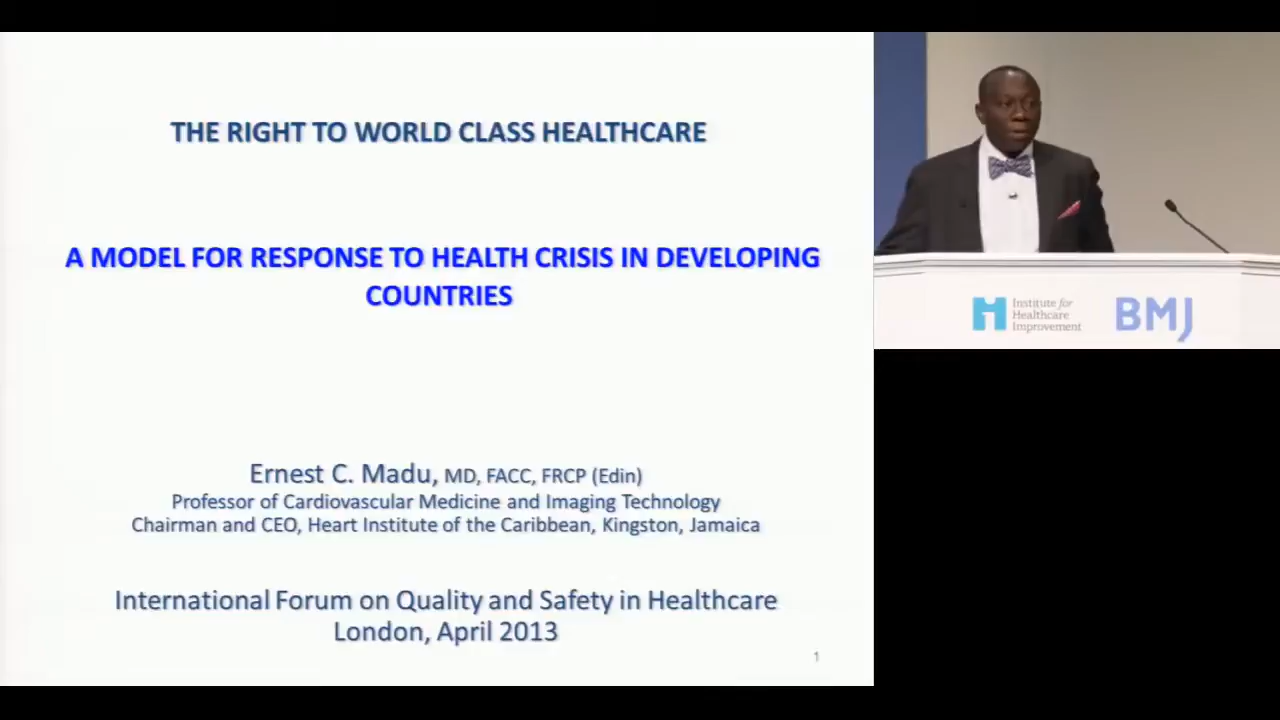 THE RIGHT TO WORLD CLASS HEALTHCARE
A MODEL FOR RESPONSE TO HEALTH CRISIS IN DEVELOPING
COUNTRIES
Ernest C. Madu, MD, FACC, FRCP (Edin)
Professor of Cardiovascular Medicine and Imaging Technology
Chairman and CEO, Heart Institute of the Caribbean, Kingston, Jamaica
International Forum on Quality and Safety in Healthcare
London, April 2013
1
Institute for
Healthcare
Improvement
BMJ